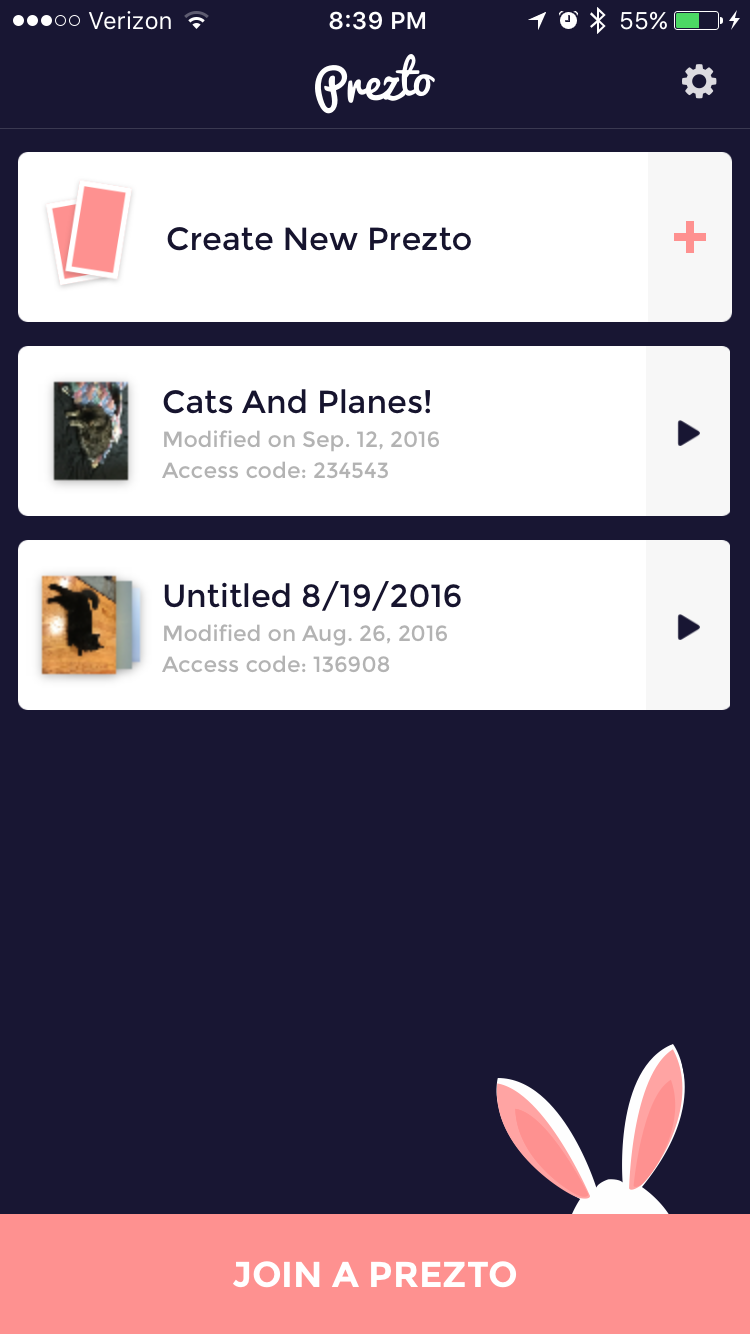 Verizon 8:39 PM 55%
Prezto
Create New Prezto
Cats And Planes!
Modified on Sep. 12, 2016
Access code: 234543
Untitled 8/19/2016
Modified on Aug. 26, 2016
Access code: 136908
JOIN A PREZTO